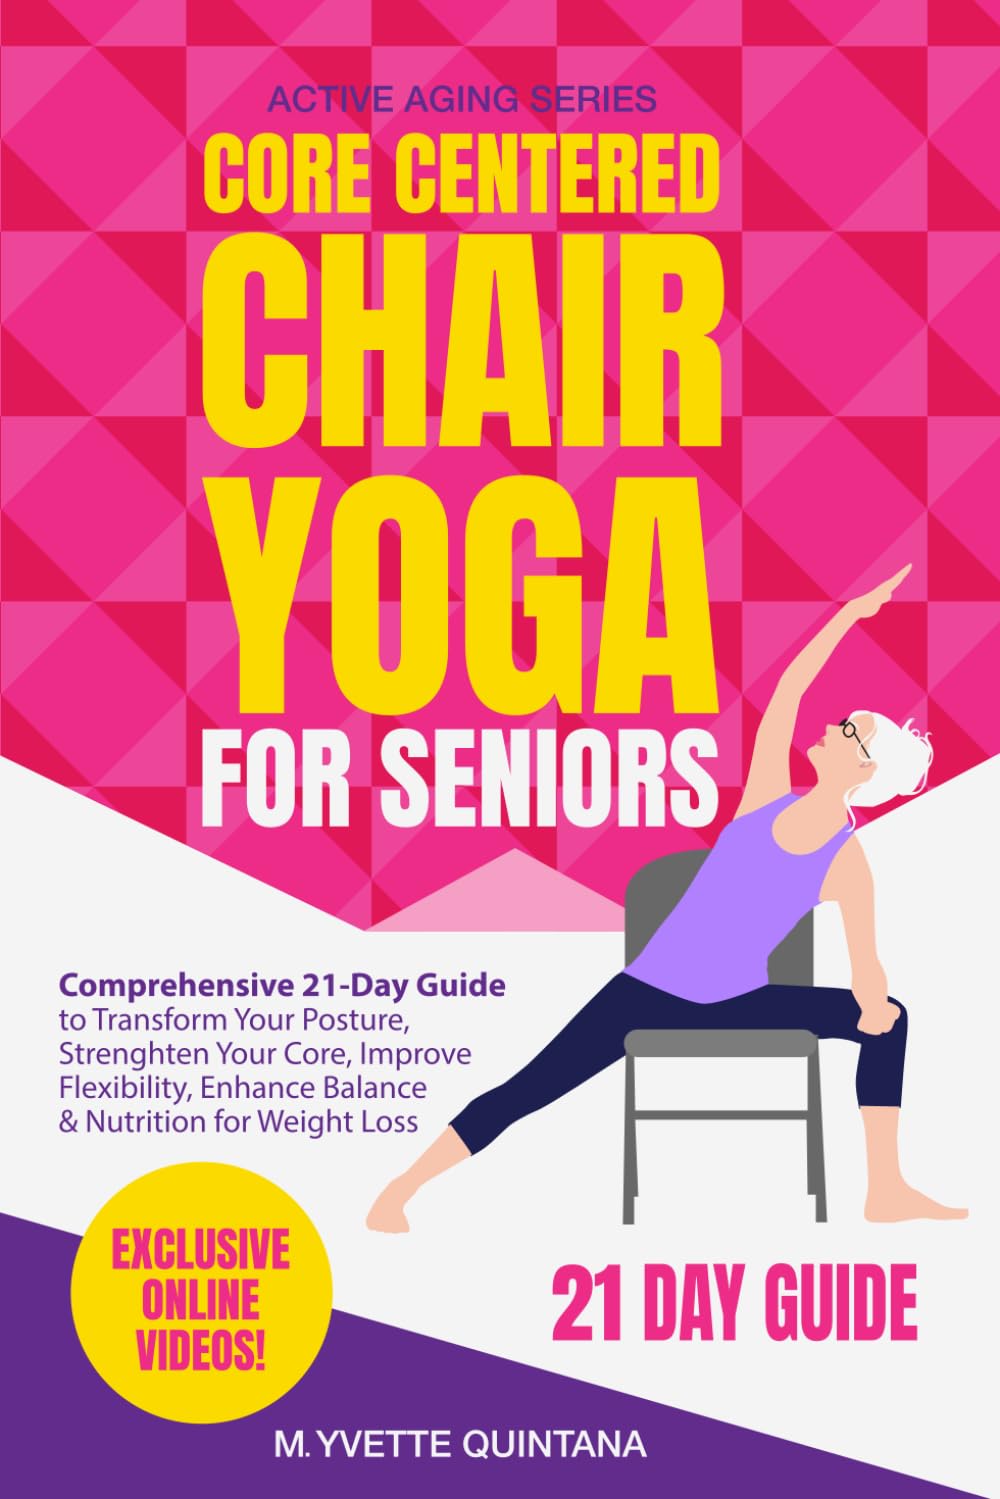 ACTIVE AGING SERIES
CORE CENTERED
CHAIR
YOGA
FOR SENIORS
Comprehensive 21-Day Guide
to Transform Your Posture,
Strenghten Your Core, Improve
Flexibility, Enhance Balance
& Nutrition for Weight Loss
EXCLUSIVE
ONLINE
VIDEOS!
21 DAY GUIDE
M. YVETTE QUINTANA